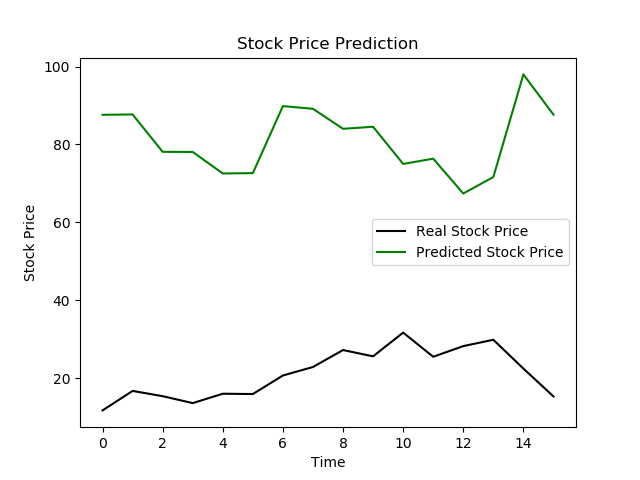 Stock Price Prediction
100
80
60
40
20
Stock Price
Real Stock Price
Predicted Stock Price
0 2 4 6 8 10 12 14
Time